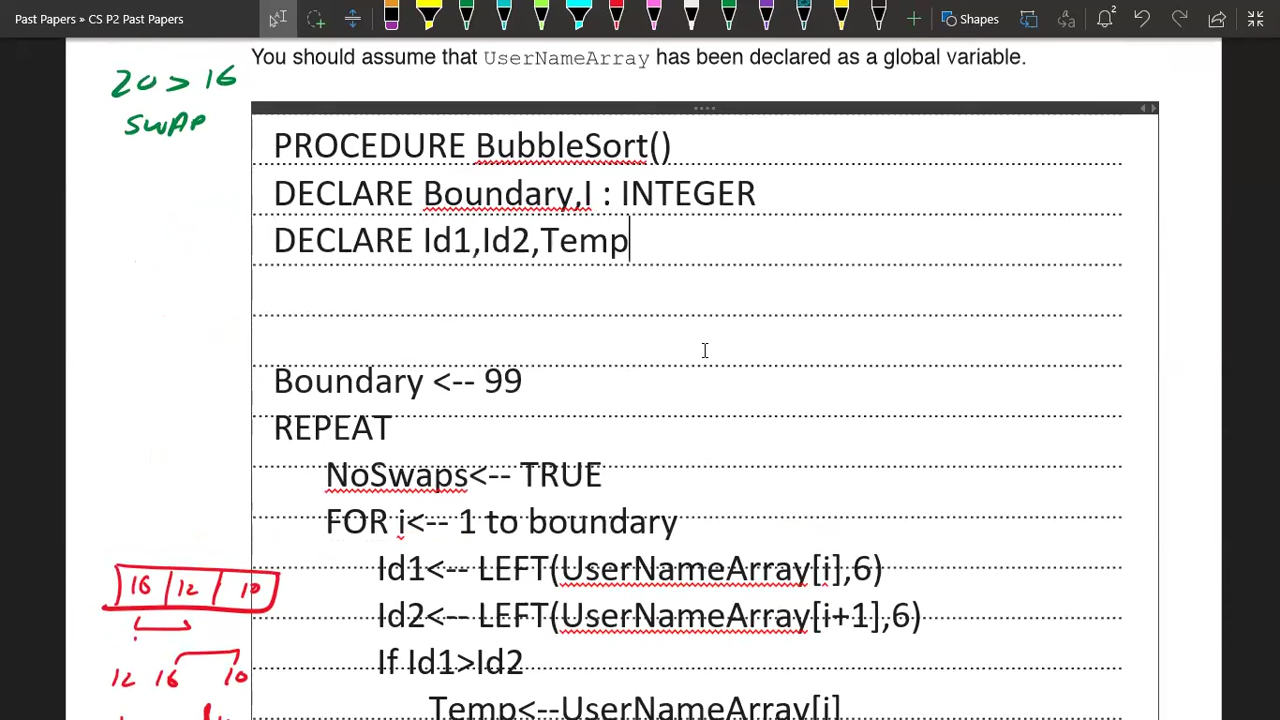 Past Papers » CS P2 Past Papers
Shapes
2
You should assume that UserNameArray has been declared as a global variable.
20 > 16
SWAP
PROCEDURE BubbleSort()
DECLARE Boundary,I : INTEGER
DECLARE Id1,Id2,Temp
Boundary <-- 99
REPEAT
NoSwaps<-- TRUE
FOR i<-- 1 to boundary
Id1<-- LEFT(UserNameArray[i],6)
16 | 12 | 10
Id2<-- LEFT(UserNameArray[i+1],6)
If Id1>Id2
12 16 10
Temp<--UserNameArray[i]